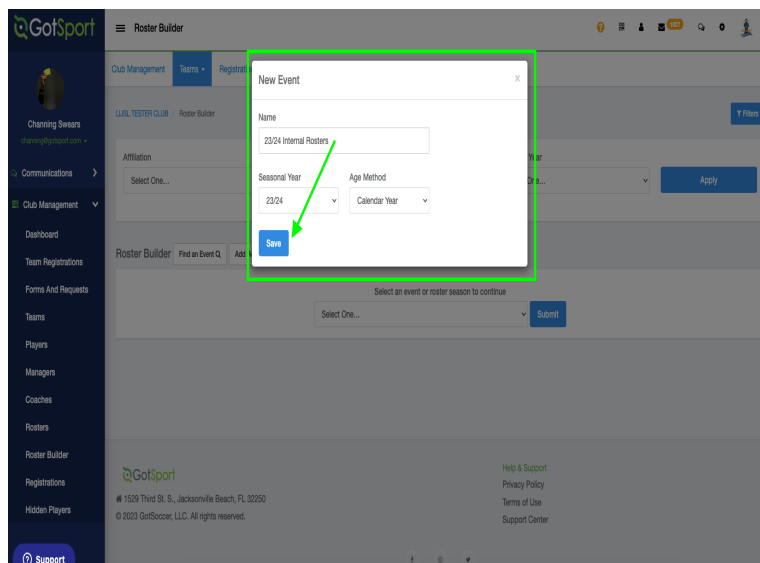 GotSport
Roster Builder
Channing Swears
channing@gotsport.com
Communications
Club Management
Dashboard
Team Registrations
Forms And Requests
Teams
Players
Managers
Coaches
Rosters
Roster Builder
Registrations
Hidden Players
Support
Club Management Teams
LIJSL TESTER CLUB / Roster Builder
Filters
Affiliation
Select One...
Apply
New Event
x
Name
23/24 Internal Rosters
Seasonal Year Age Method
23/24 Calendar Year
Save
Roster Builder Find an Event Add
Select an event or roster season to continue
Select One... Submit
GotSport
1529 Third St. S., Jacksonville Beach, FL 32250
© 2023 GotSoccer, LLC. All rights reserved.
Help & Support
Privacy Policy
Terms of Use
Support Center